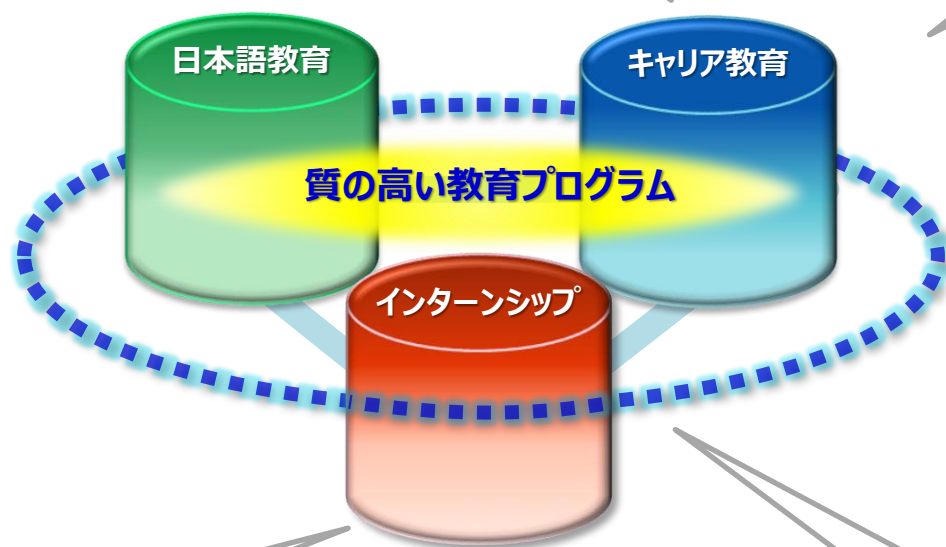 日本語教育
キャリア教育
質の高い教育プログラム
インターンシップ